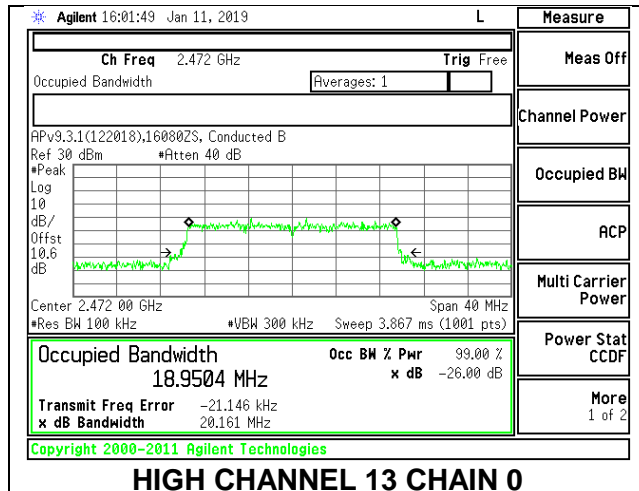 Agilent 16:01:49 Jan 11, 2019 L Measure
Ch Freq 2.472 GHz Trig Free
Occupied Bandwidth Averages: 1
Meas Off
Channel Power
APv9.3.1(122018),16080ZS, Conducted B
Ref 30 dBm #Atten 40 dB
#Peak
Log
10
dB/
Offst
10.6
dB
Occupied BW
ACP
Multi Carrier
Power
Center 2.472 00 GHz Span 40 MHz
#Res BW 100 kHz #VBW 300 kHz Sweep 3.867 ms (1001 pts)
Power Stat
CCDF
Occupied Bandwidth Occ BW % Pwr 99.00 %
18.9504 MHz x dB -26.00 dB
Transmit Freq Error -21.146 kHz
x dB Bandwidth 20.161 MHz
More
1 of 2
Copyright 2000-2011 Agilent Technologies
HIGH CHANNEL 13 CHAIN 0